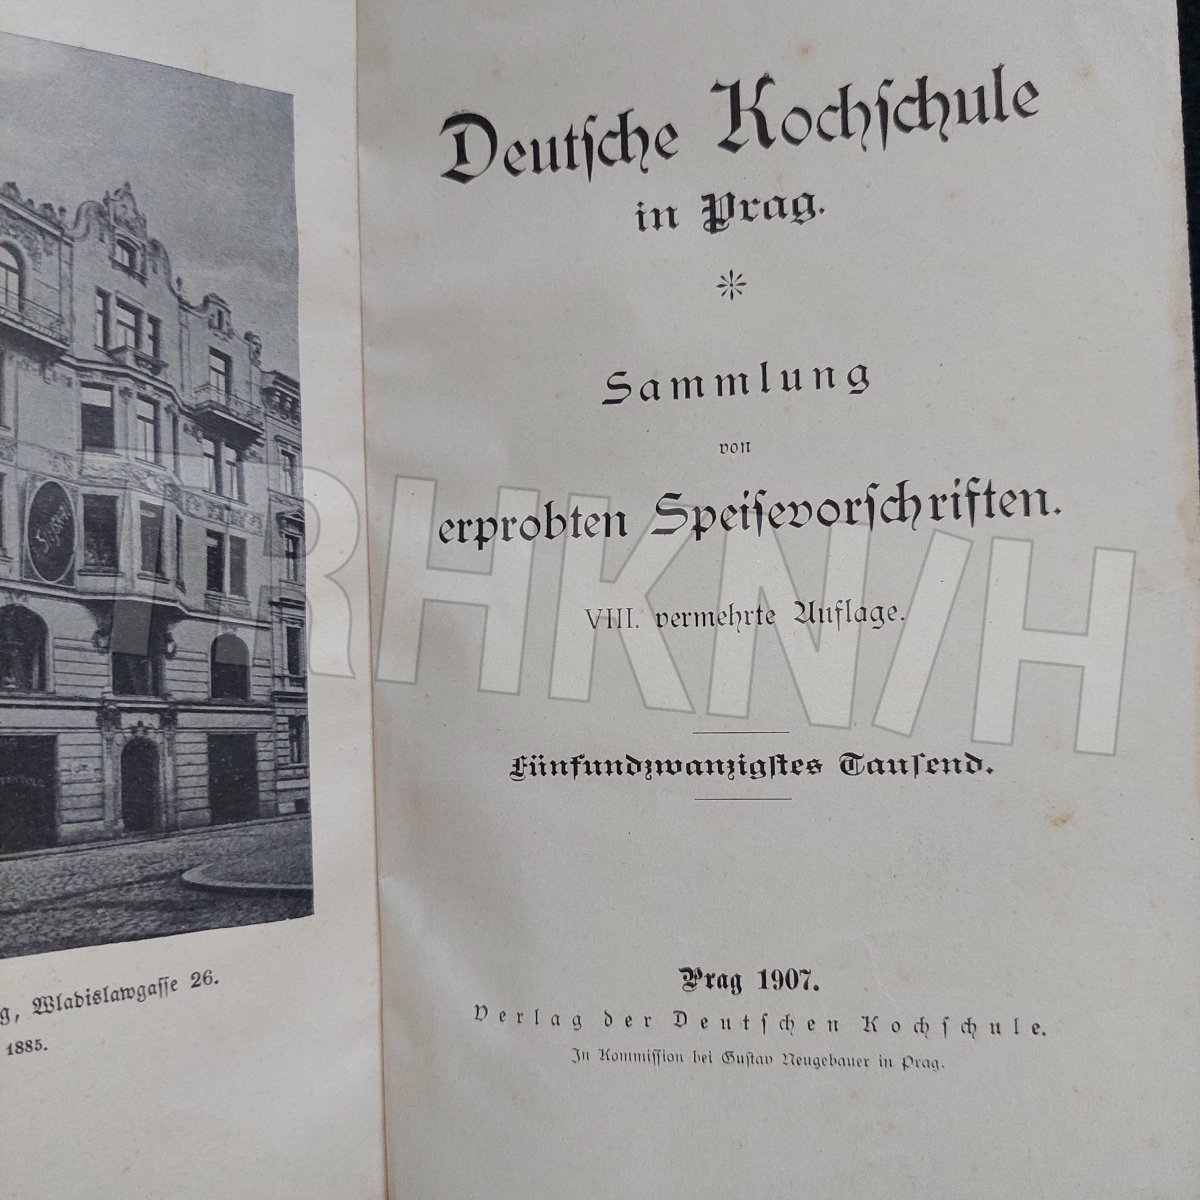 g, Wladislawgasse 26.
1885.
Deutsche Kochschule
in Prag.
Sammlung
von
erprobten Speisevorschriften.
VIII. vermehrte Auflage.
Fünfundzwanzigstes Tausend.
Prag 1907.
Verlag der Deutschen Kochschule.
In Kommission bei Gustav Neugebauer in Prag.
TRHKNIH